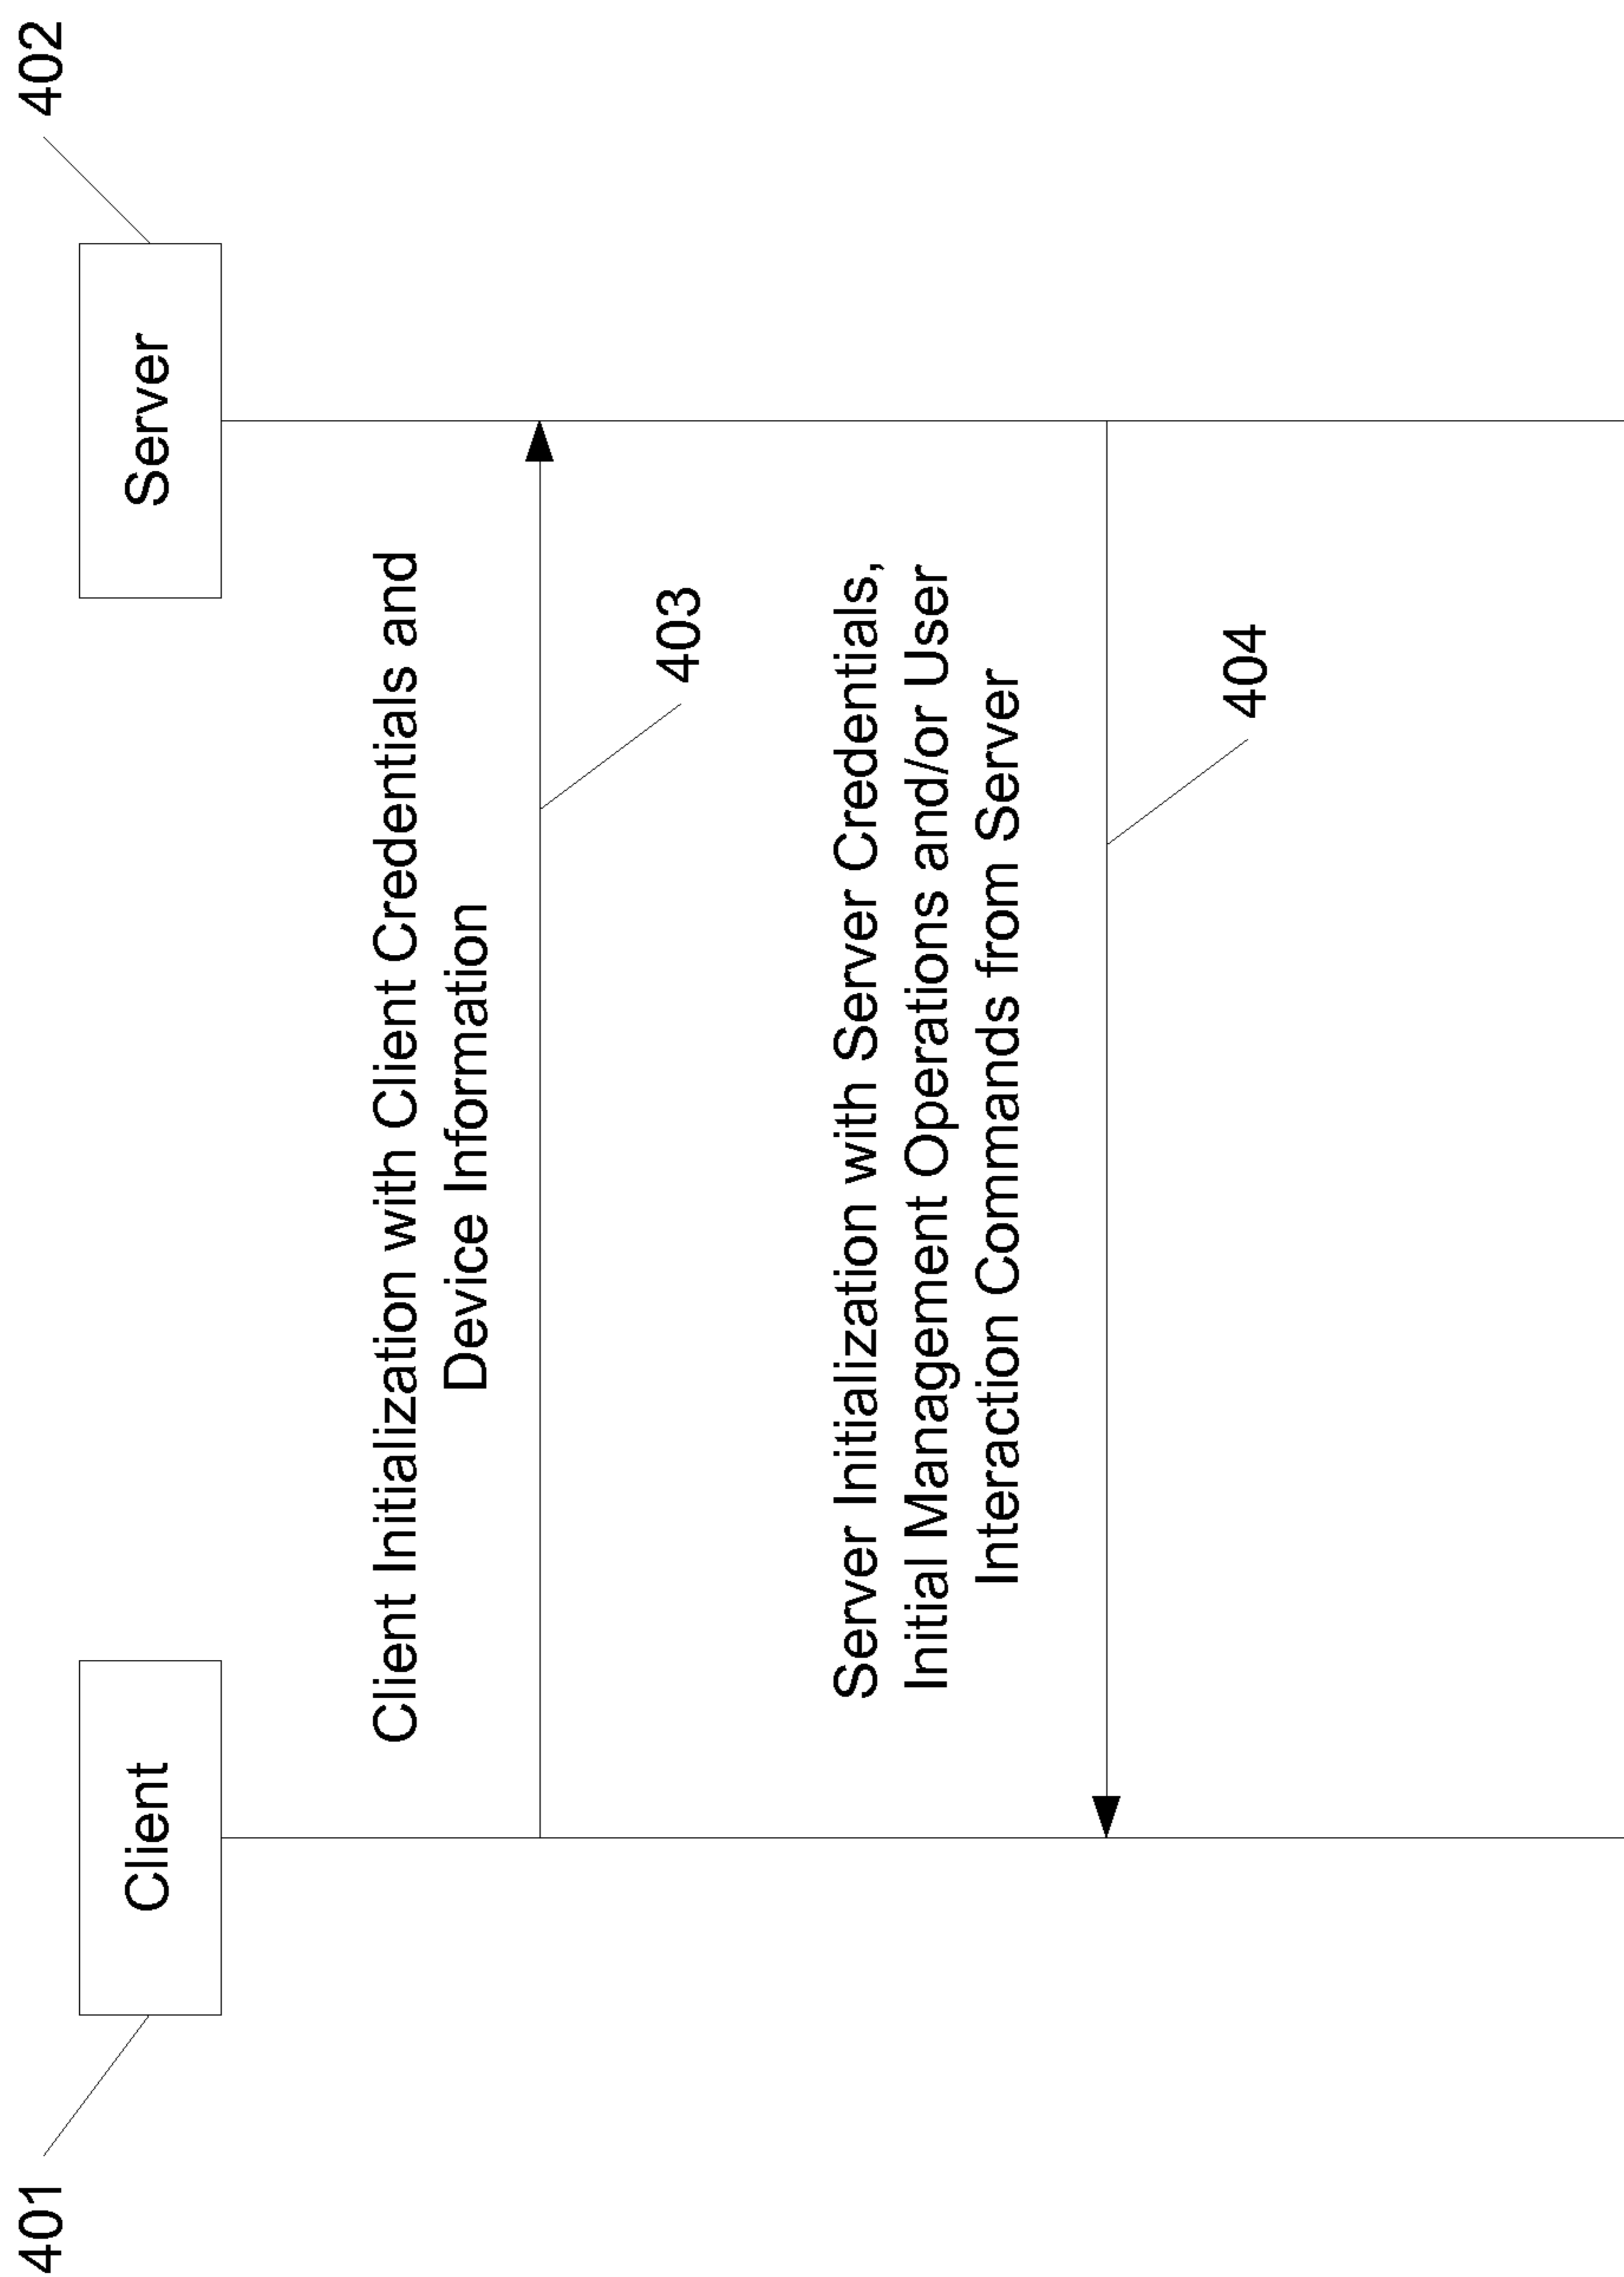 401
Client
Server
402
Client Initialization with Client Credentials and
Device Information
403
Server Initialization with Server Credentials,
Initial Management Operations and/or User
Interaction Commands from Server
404